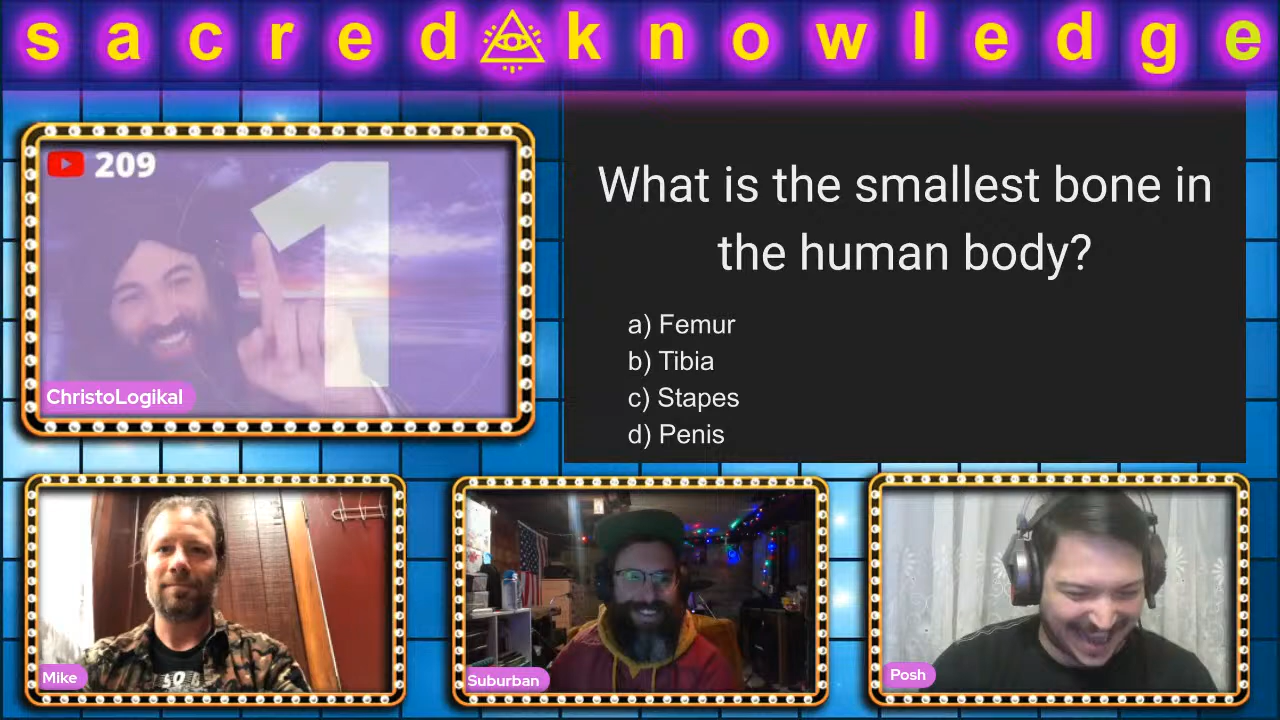 sacred knowledge
209
1
ChristoLogikal
What is the smallest bone in
the human body?
a) Femur
b) Tibia
c) Stapes
d) Penis
Mike
Suburban
Posh